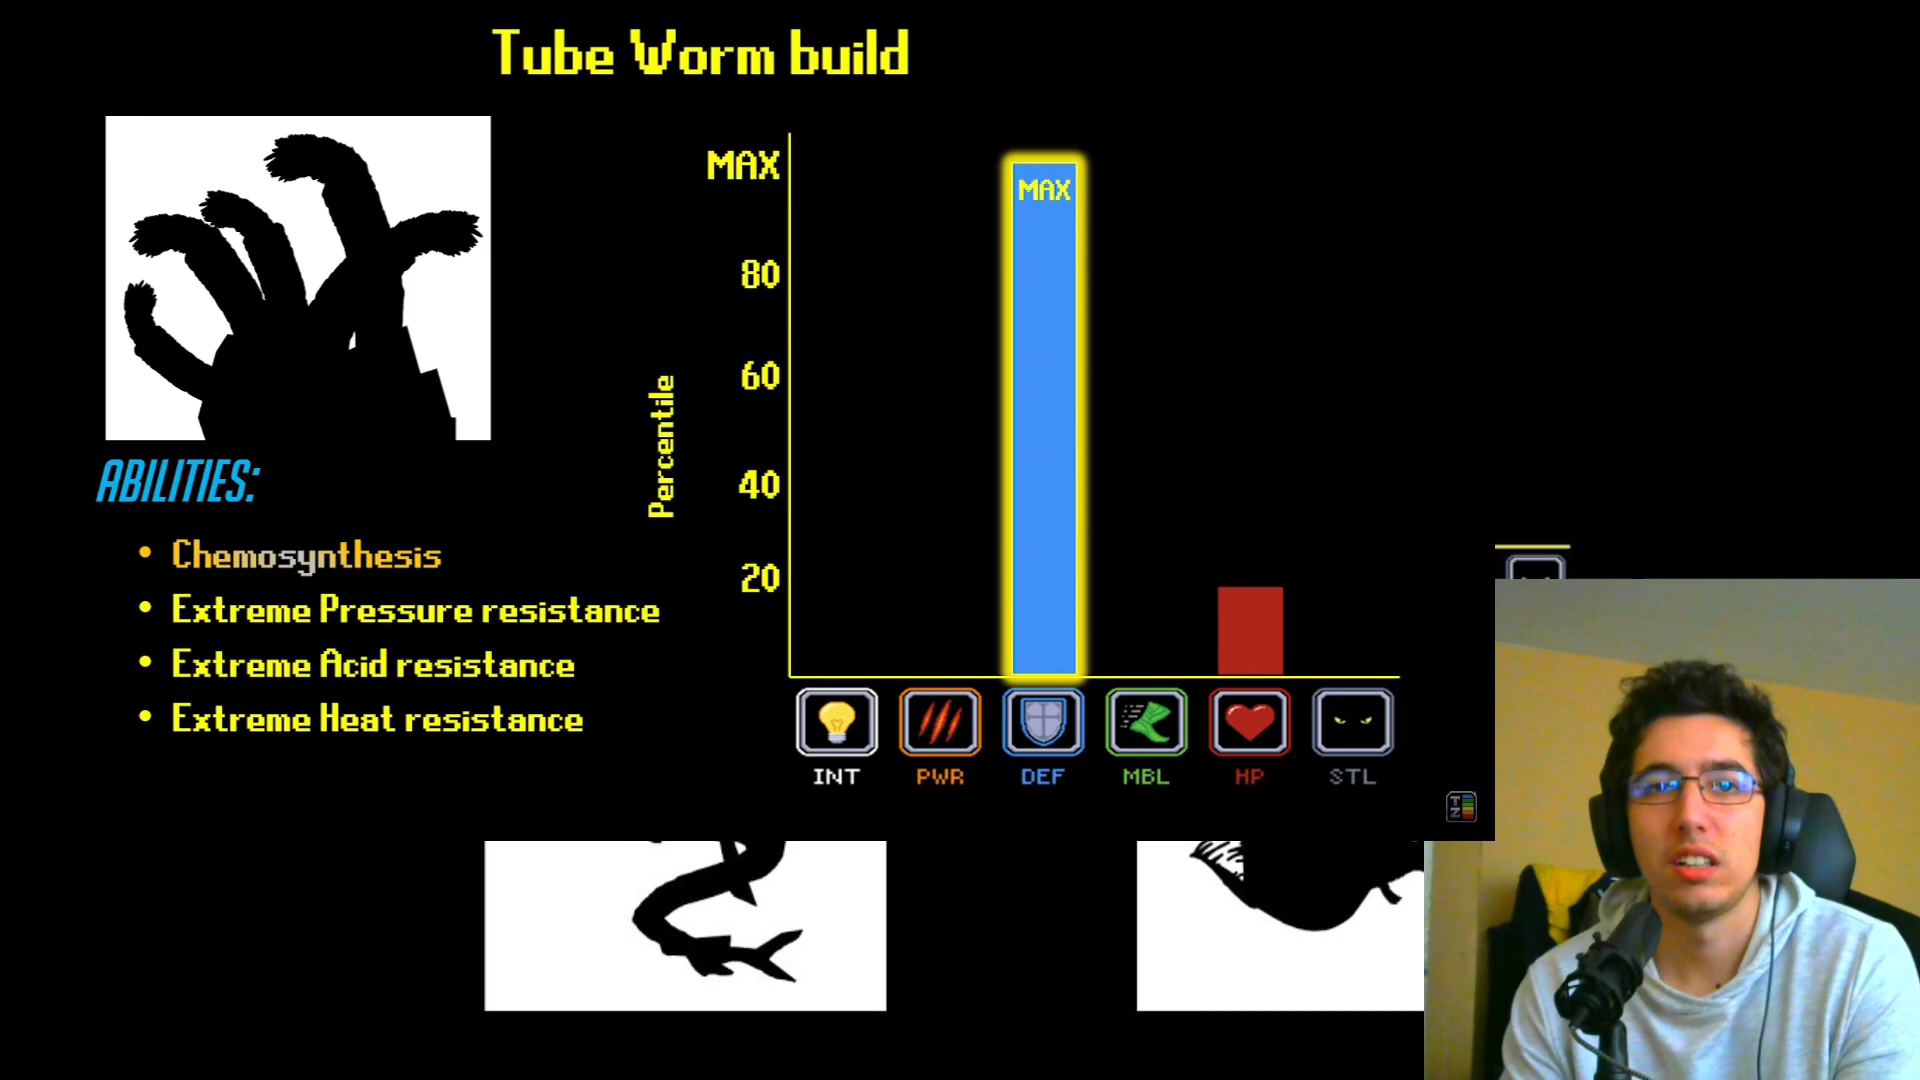 Tube Worm build
MAX
MAX
80
60
40
20
Percentile
ABILITIES:
• Chemosynthesis
• Extreme Pressure resistance
• Extreme Acid resistance
• Extreme Heat resistance
INT PWR DEF MBL HP STL
TZ